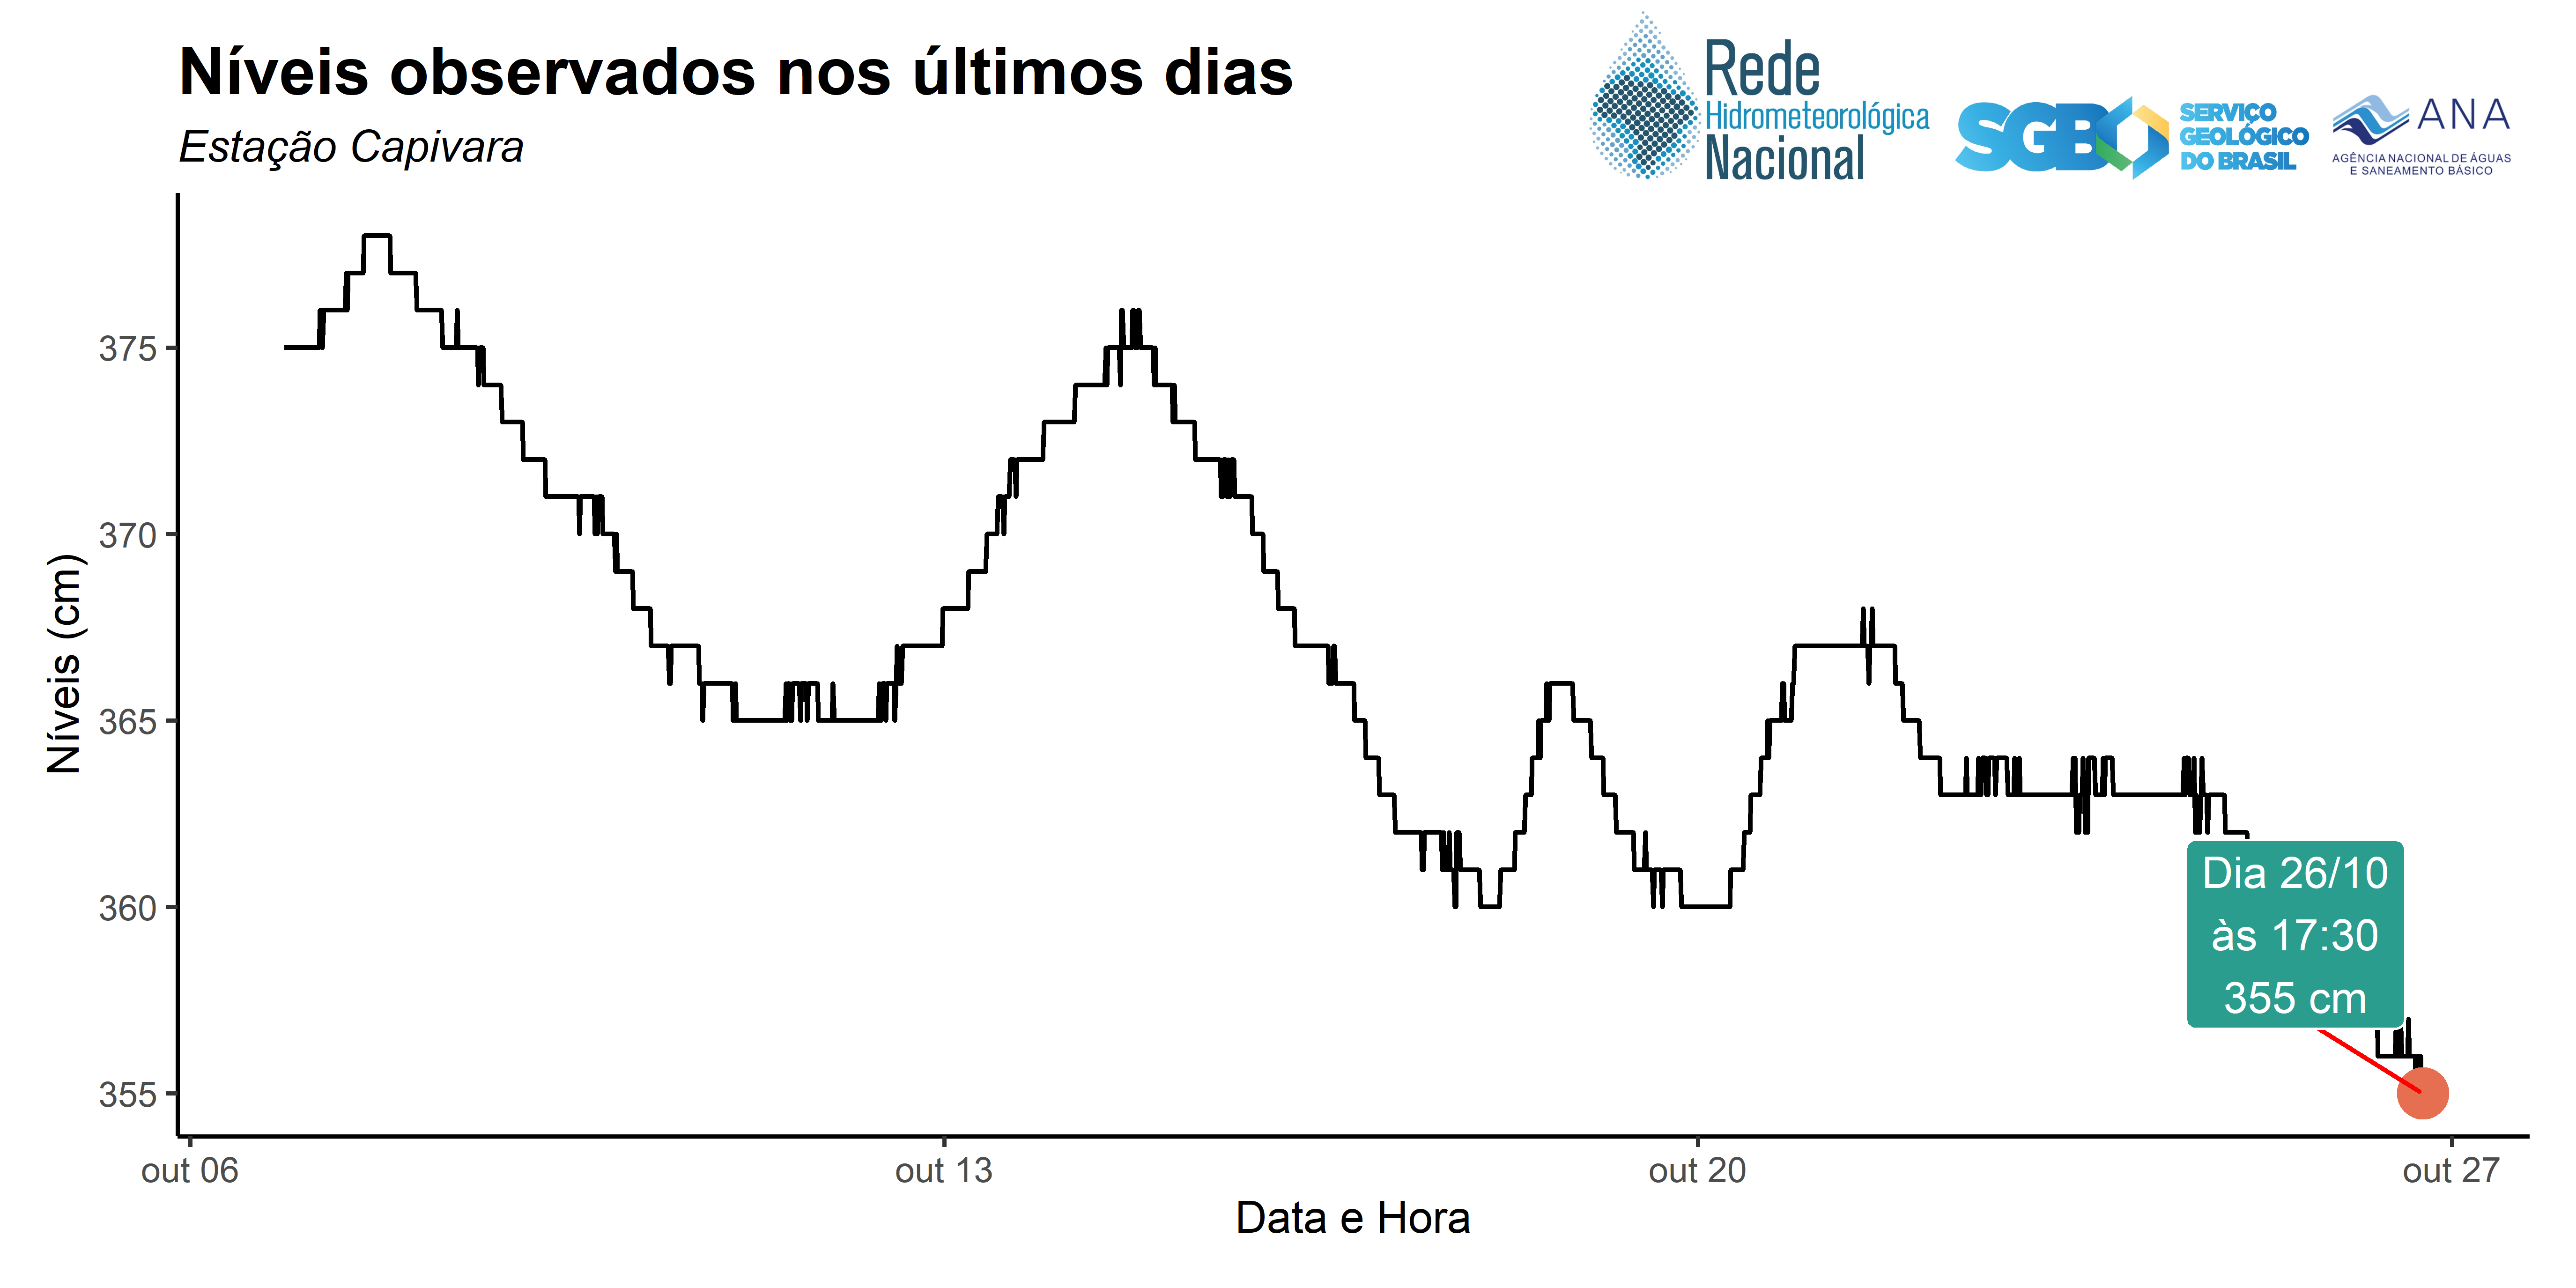 Níveis observados nos últimos dias
Estação Capivara
Rede
Hidrometeorológica
Nacional
SGB
SERVIÇO
GEOLÓGICO
DO BRASIL
ANA
AGÊNCIA NACIONAL DE ÁGUAS
E SANEAMENTO BÁSICO
Níveis (cm)
375
370
365
360
355
Dia 26/10
às 17:30
355 cm
out 06
out 13
out 20
out 27
Data e Hora